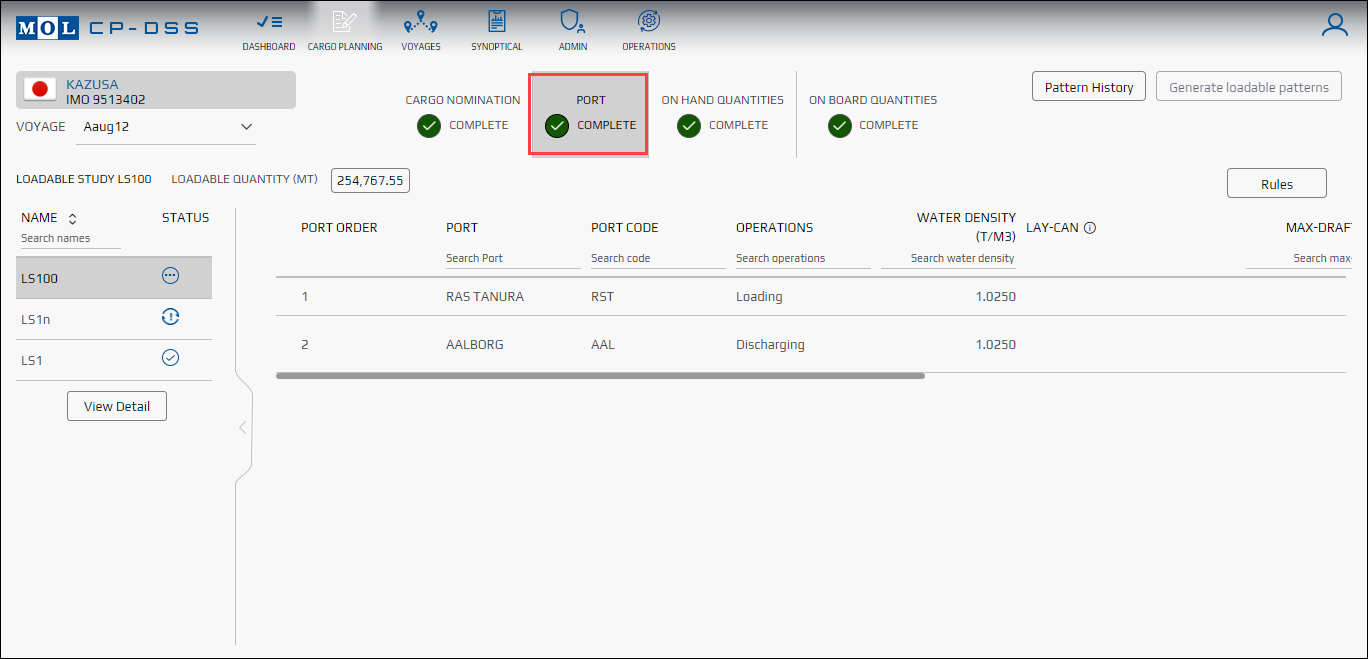 MOL CP-DSS
DASHBOARD CARGO PLANNING VOYAGES SYNOPTICAL ADMIN OPERATIONS
KAZUSA
IMO 9513402
VOYAGE Aaug12
CARGO NOMINATION PORT ON HAND QUANTITIES ON BOARD QUANTITIES
COMPLETE COMPLETE COMPLETE COMPLETE
Pattern History Generate loadable patterns
LOADABLE STUDY LS100 LOADABLE QUANTITY (MT) 254,767.55
Rules
NAME STATUS
Search names
LS100
LS1n
LS1
View Detail
PORT ORDER PORT PORT CODE OPERATIONS WATER DENSITY (T/M3) LAY-CAN MAX-DRAF
Search Port Search code Search operations Search water density Search max-
1 RAS TANURA RST Loading 1.0250
2 AALBORG AAL Discharging 1.0250